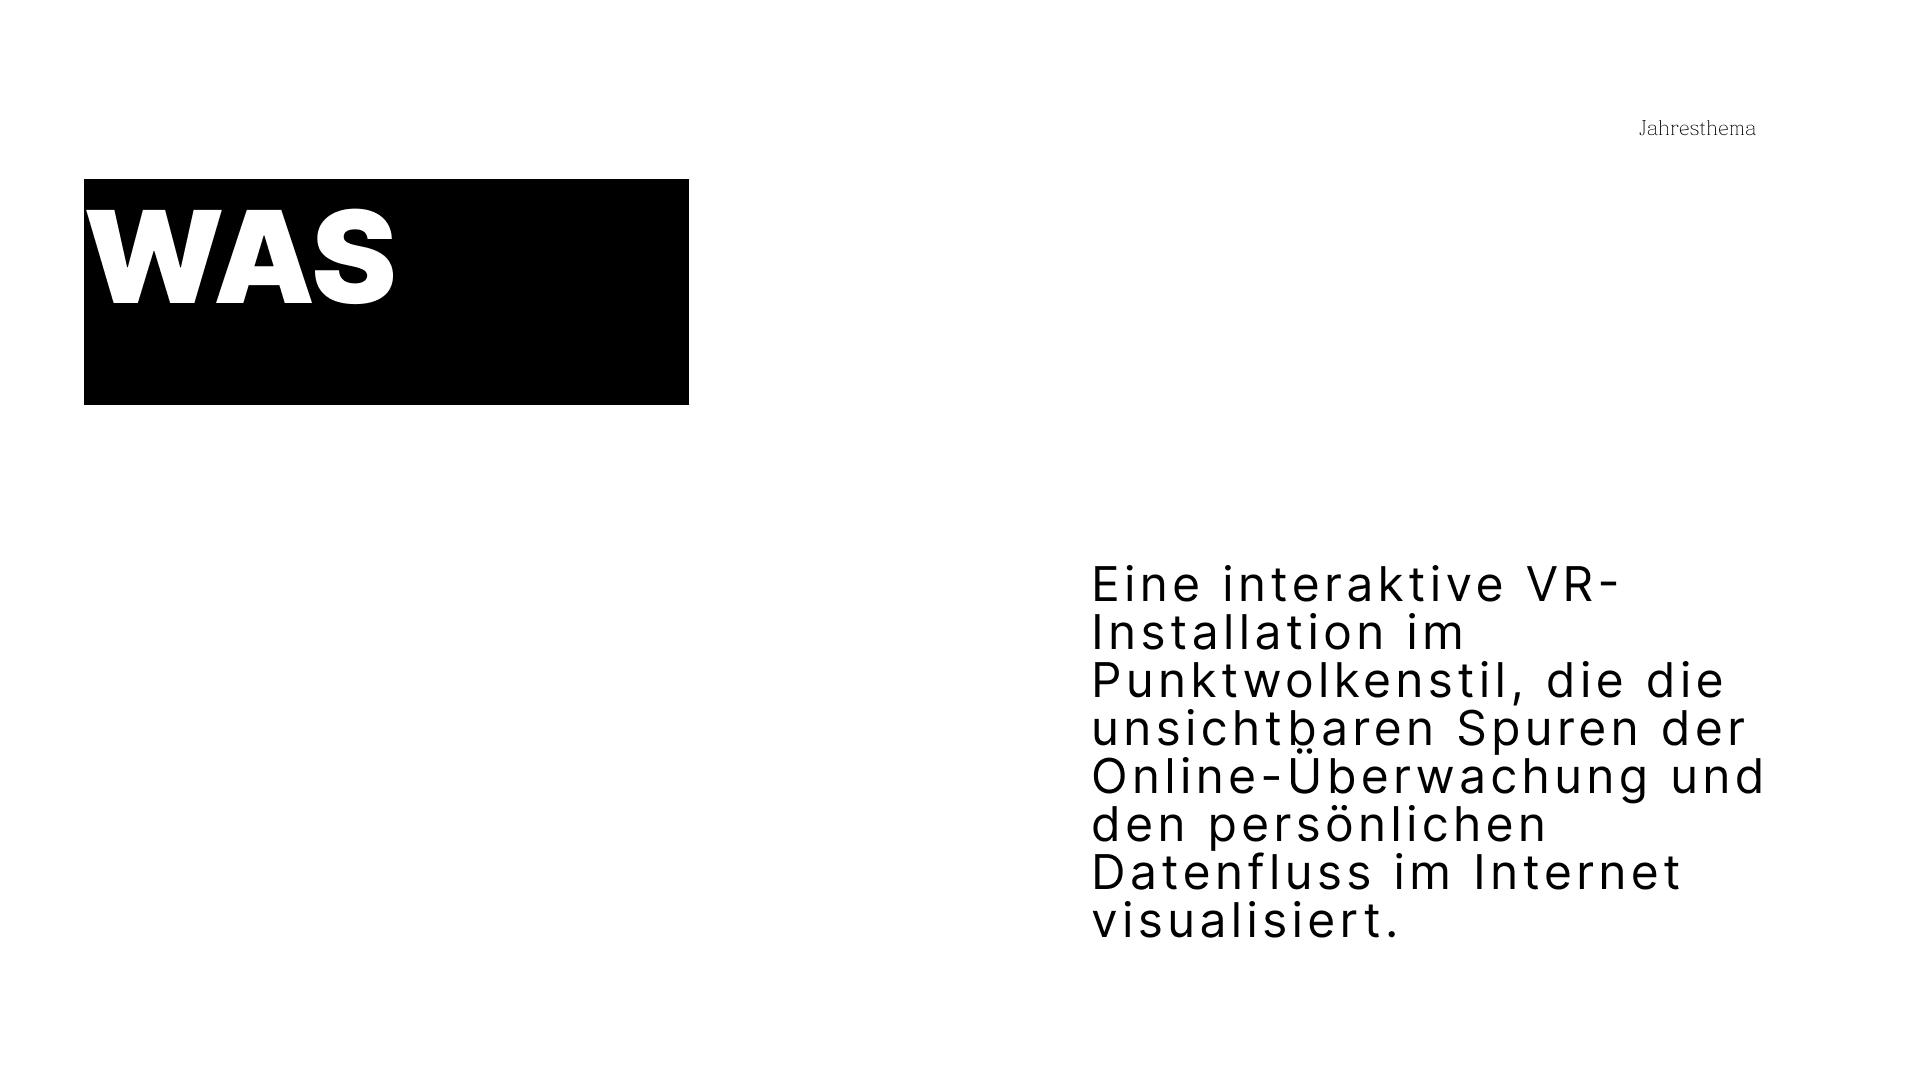 Jahresthema
WAS
Eine interaktive VR-
Installation im
Punktwolkenstil, die die
unsichtbaren Spuren der
Online-Überwachung und
den persönlichen
Datenfluss im Internet
visualisiert.